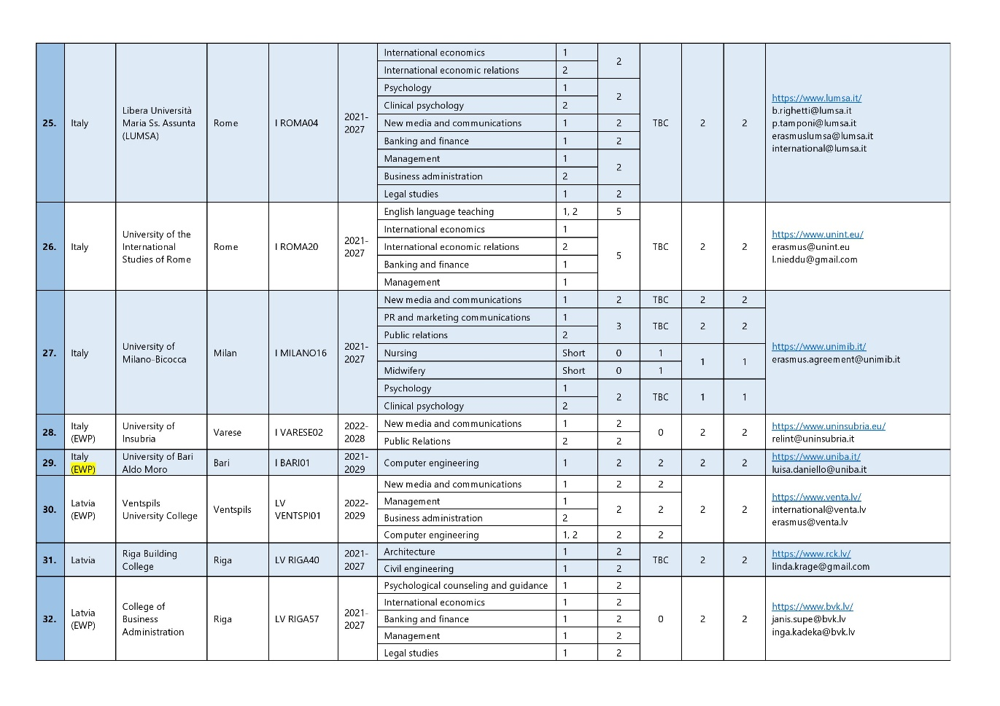 25.
Italy
Libera Università
Maria Ss. Assunta
(LUMSA)
Rome
I ROMA04
2021-
2027
International economics 1
2
International economic relations 2
Psychology 1
2
Clinical psychology 2
New media and communications 1 2
Banking and finance 1 2
Management 1
2
Business administration 2
Legal studies 1 2
TBC
2
2
https://www.lumsa.it/
b.righetti@lumsa.it
p.tamponi@lumsa.it
erasmuslumsa@lumsa.it
international@lumsa.it
26.
Italy
University of the
International
Studies of Rome
Rome
I ROMA20
2021-
2027
English language teaching 1, 2 5
International economics 1
International economic relations 2
5
Banking and finance 1
Management 1
TBC
2
2
https://www.unint.eu/
erasmus@unint.eu
l.nieddu@gmail.com
27.
Italy
University of
Milano-Bicocca
Milan
I MILANO16
2021-
2027
New media and communications 1 2 TBC 2 2
PR and marketing communications 1
3 TBC 2 2
Public relations 2
Nursing Short 0 1
1 1
Midwifery Short 0 1
Psychology 1
2 TBC 1 1
Clinical psychology 2
https://www.unimib.it/
erasmus.agreement@unimib.it
28.
Italy
(EWP)
University of
Insubria
Varese
I VARESE02
2022-
2028
New media and communications 1 2
Public Relations 2 2
0
2
2
https://www.uninsubria.eu/
relint@uninsubria.it
29.
Italy
(EWP)
University of Bari
Aldo Moro
Bari
I BARI01
2021-
2029
Computer engineering 1 2 2 2 2
https://www.uniba.it/
luisa.daniello@uniba.it
30.
Latvia
(EWP)
Ventspils
University College
Ventspils
LV
VENTSPI01
2022-
2029
New media and communications 1 2 2
Management 1
2 2
Business administration 2
Computer engineering 1, 2 2 2
2
2
https://www.venta.lv/
international@venta.lv
erasmus@venta.lv
31.
Latvia
Riga Building
College
Riga
LV RIGA40
2021-
2027
Architecture 1 2
Civil engineering 1 2
TBC
2
2
https://www.rck.lv/
linda.krage@gmail.com
32.
Latvia
(EWP)
College of
Business
Administration
Riga
LV RIGA57
2021-
2027
Psychological counseling and guidance 1 2
International economics 1 2
Banking and finance 1 2
Management 1 2
Legal studies 1 2
0
2
2
https://www.bvk.lv/
janis.supe@bvk.lv
inga.kadeka@bvk.lv